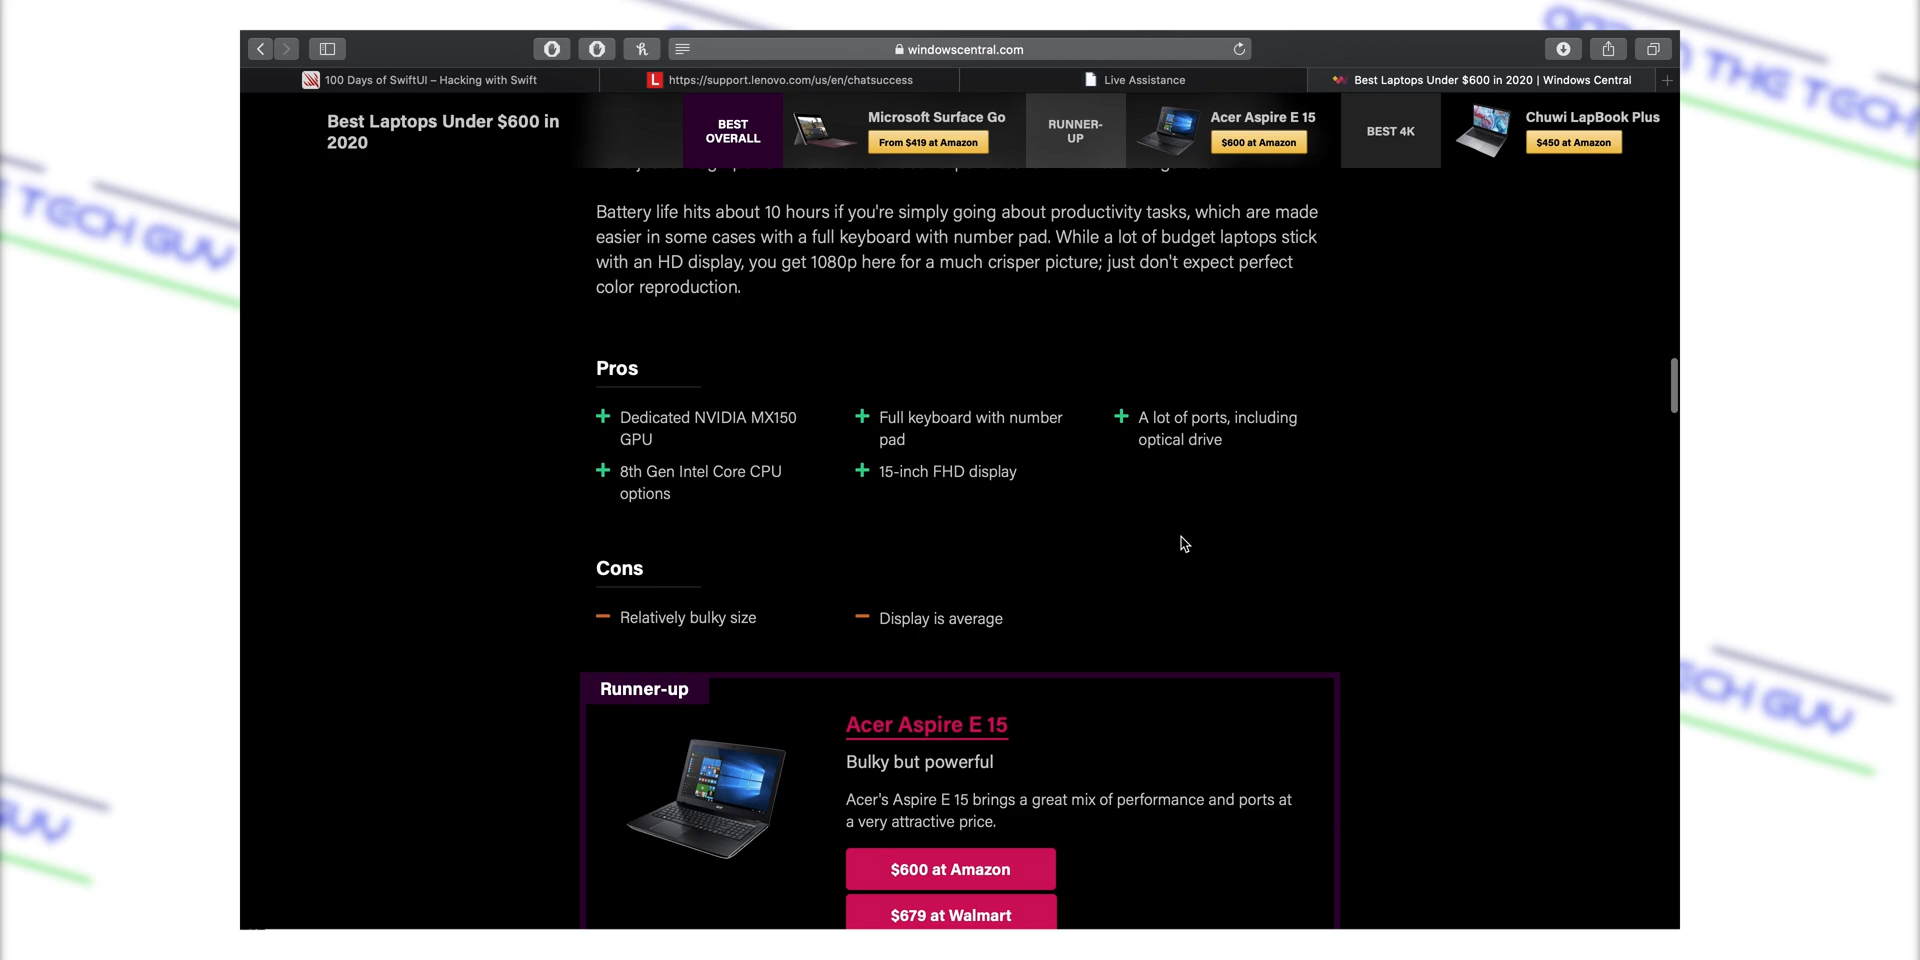 windowscentral.com
100 Days of SwiftUI – Hacking with Swift
https://support.lenovo.com/us/en/chatsuccess
Live Assistance
Best Laptops Under $600 in 2020 | Windows Central
Best Laptops Under $600 in
2020
BEST
OVERALL
Microsoft Surface Go
From $419 at Amazon
RUNNER-
UP
Acer Aspire E 15
$600 at Amazon
BEST 4K
Chuwi LapBook Plus
$450 at Amazon
Battery life hits about 10 hours if you're simply going about productivity tasks, which are made
easier in some cases with a full keyboard with number pad. While a lot of budget laptops stick
with an HD display, you get 1080p here for a much crisper picture; just don't expect perfect
color reproduction.
Pros
Dedicated NVIDIA MX150
GPU
Full keyboard with number
pad
A lot of ports, including
optical drive
8th Gen Intel Core CPU
options
15-inch FHD display
Cons
Relatively bulky size
Display is average
Runner-up
Acer Aspire E 15
Bulky but powerful
Acer's Aspire E 15 brings a great mix of performance and ports at
a very attractive price.
$600 at Amazon
$679 at Walmart
THE TECH
E TECH GUY
TECH GUY
GUY